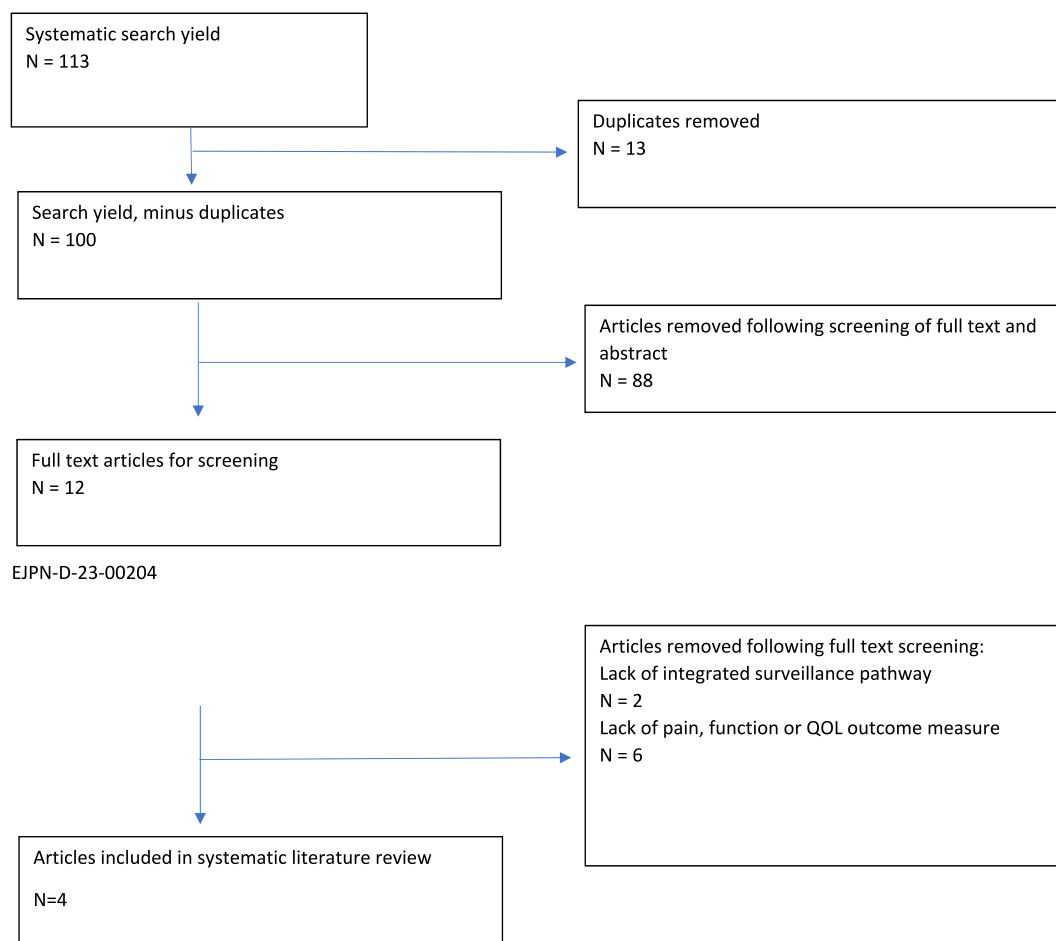 Systematic search yield
N = 113
Duplicates removed
N = 13
Search yield, minus duplicates
N = 100
Articles removed following screening of full text and
abstract
N = 88
Full text articles for screening
N = 12
EJPN-D-23-00204
Articles removed following full text screening:
Lack of integrated surveillance pathway
N = 2
Lack of pain, function or QOL outcome measure
N = 6
Articles included in systematic literature review
N=4